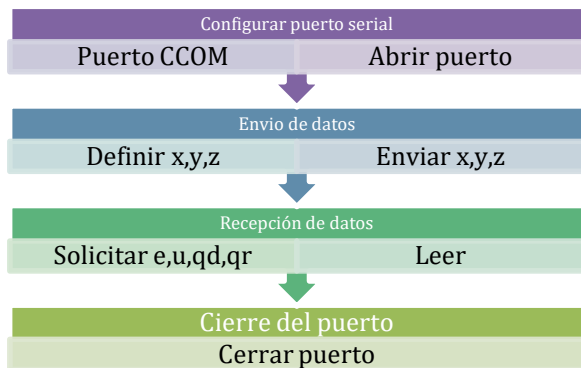 Configurar puerto serial
Puerto CCOM Abrir puerto
Envio de datos
Definir x,y,z Enviar x,y,z
Recepción de datos
Solicitar e,u,qd,qr Leer
Cierre del puerto
Cerrar puerto